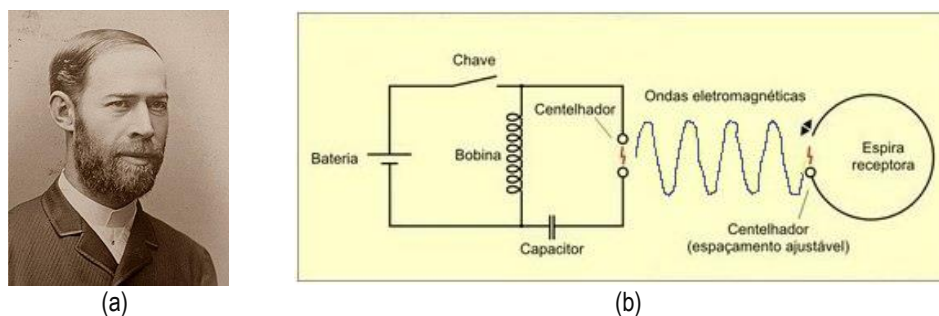 Chave
Centelhador
Ondas eletromagnéticas
Bateria
Bobina
Espira
receptora
Capacitor
Centelhador
(espaçamento ajustável)
(a)
(b)